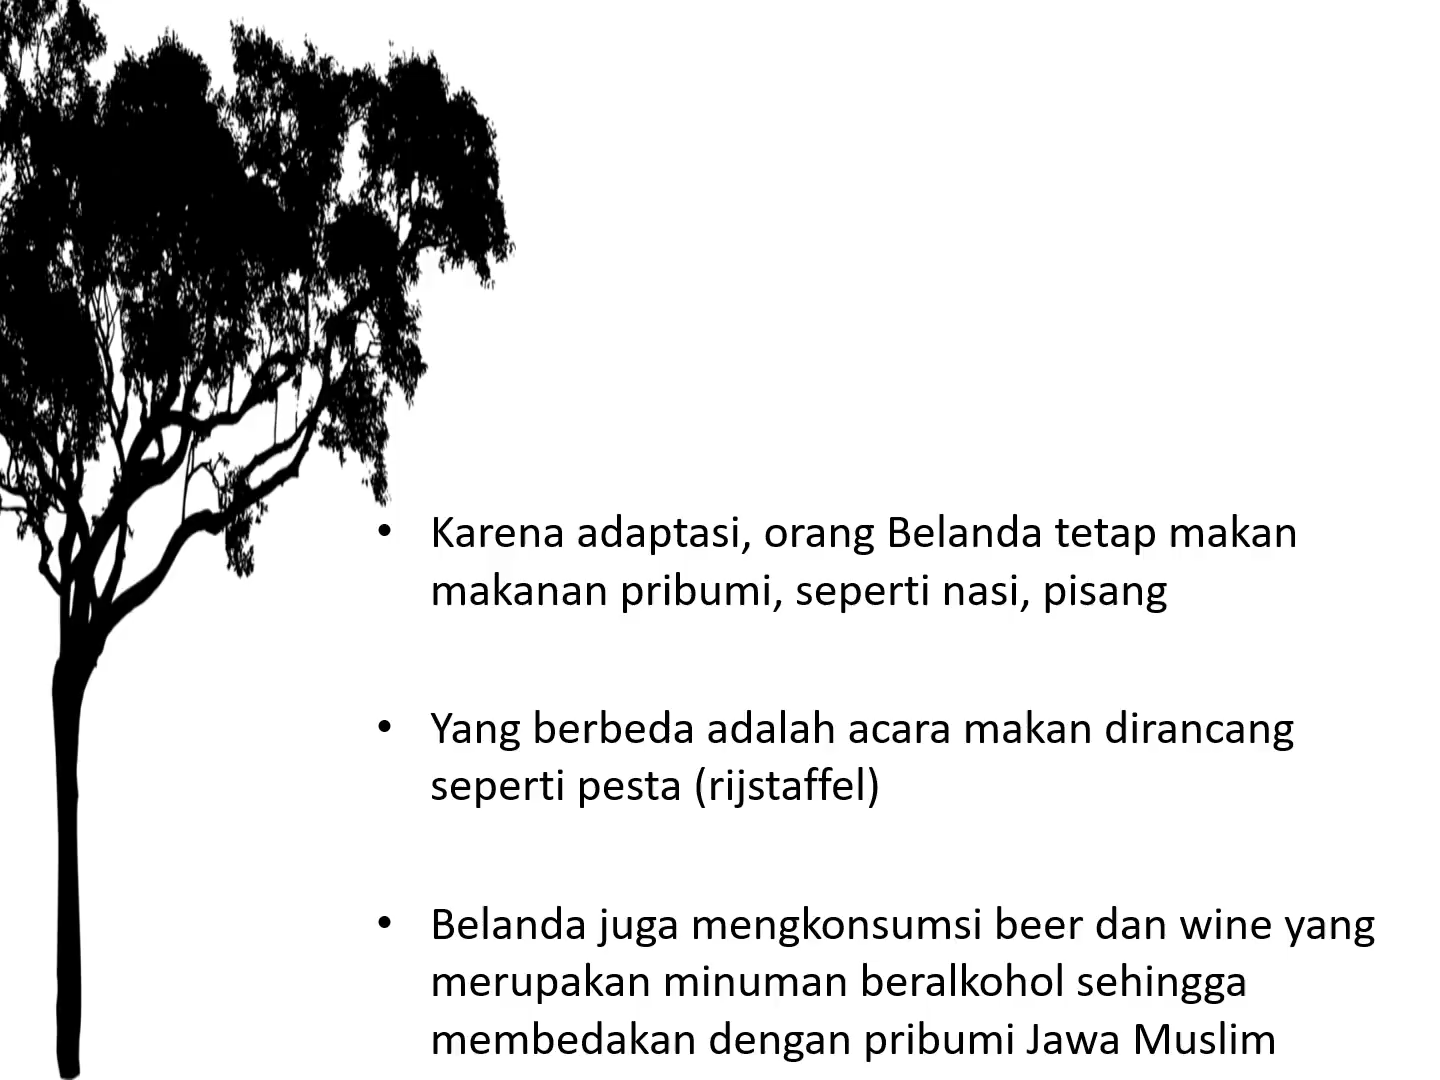 • Karena adaptasi, orang Belanda tetap makan
makanan pribumi, seperti nasi, pisang
• Yang berbeda adalah acara makan dirancang
seperti pesta (rijstaffel)
• Belanda juga mengkonsumsi beer dan wine yang
merupakan minuman beralkohol sehingga
membedakan dengan pribumi Jawa Muslim